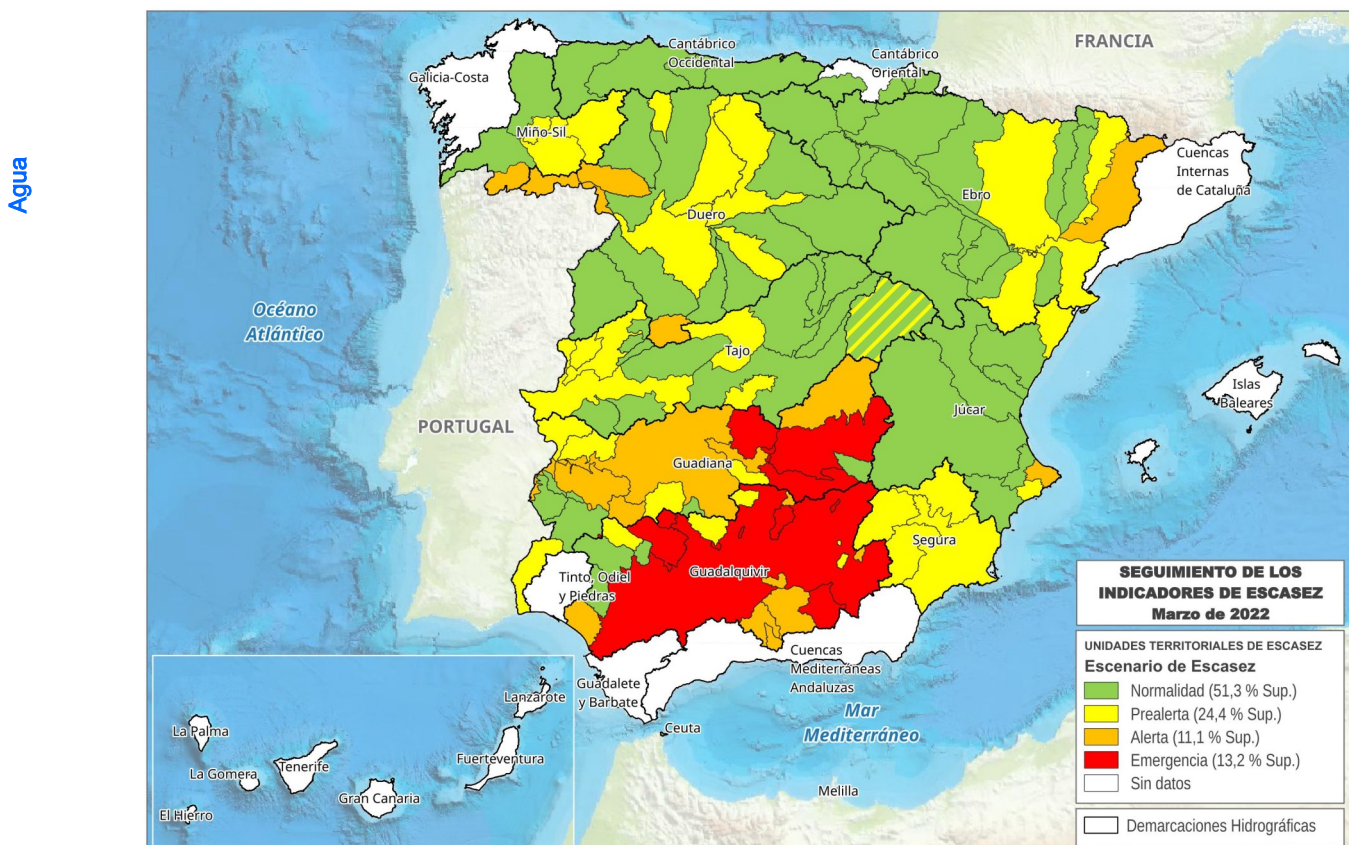 Agua
FRANCIA
Cantábrico
Occidental
Cantábrico
Oriental
Galicia-Costa
Miño-Sil
Cuencas
Internas
de Cataluña
Ebro
Duero
Océano
Atlántico
Tajo
Islas
Baleares
Júcar
PORTUGAL
Guadiana
Segura
Guadalquivir
Tinto, Odiel
y Piedras
Cuencas
Mediterráneas
Andaluzas
Guadalete
y Barbate
Mar
Mediterráneo
Ceuta
Melilla
Lanzarote
La Palma
Fuerteventura
Tenerife
La Gomera
Gran Canaria
El Hierro
SEGUIMIENTO DE LOS
INDICADORES DE ESCASEZ
Marzo de 2022
UNIDADES TERRITORIALES DE ESCASEZ
Escenario de Escasez
Normalidad (51,3 % Sup.)
Prealerta (24,4 % Sup.)
Alerta (11,1 % Sup.)
Emergencia (13,2 % Sup.)
Sin datos
Demarcaciones Hidrográficas